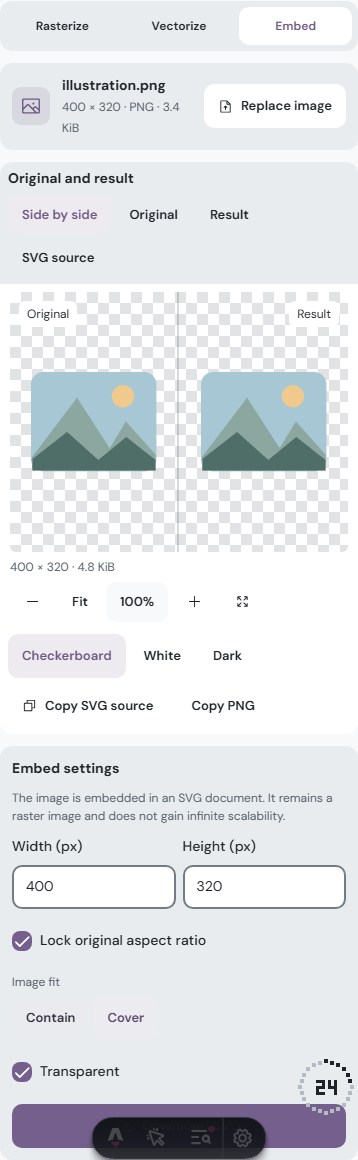 Rasterize
Vectorize
Embed
illustration.png
400 × 320 · PNG · 3.4
KiB
Replace image
Original and result
Side by side
Original
Result
SVG source
Original
Result
400 × 320 · 4.8 KiB
Fit
100%
Checkerboard
White
Dark
Copy SVG source
Copy PNG
Embed settings
The image is embedded in an SVG document. It remains a
raster image and does not gain infinite scalability.
Width (px)
Height (px)
400
320
Lock original aspect ratio
Image fit
Contain
Cover
Transparent
24